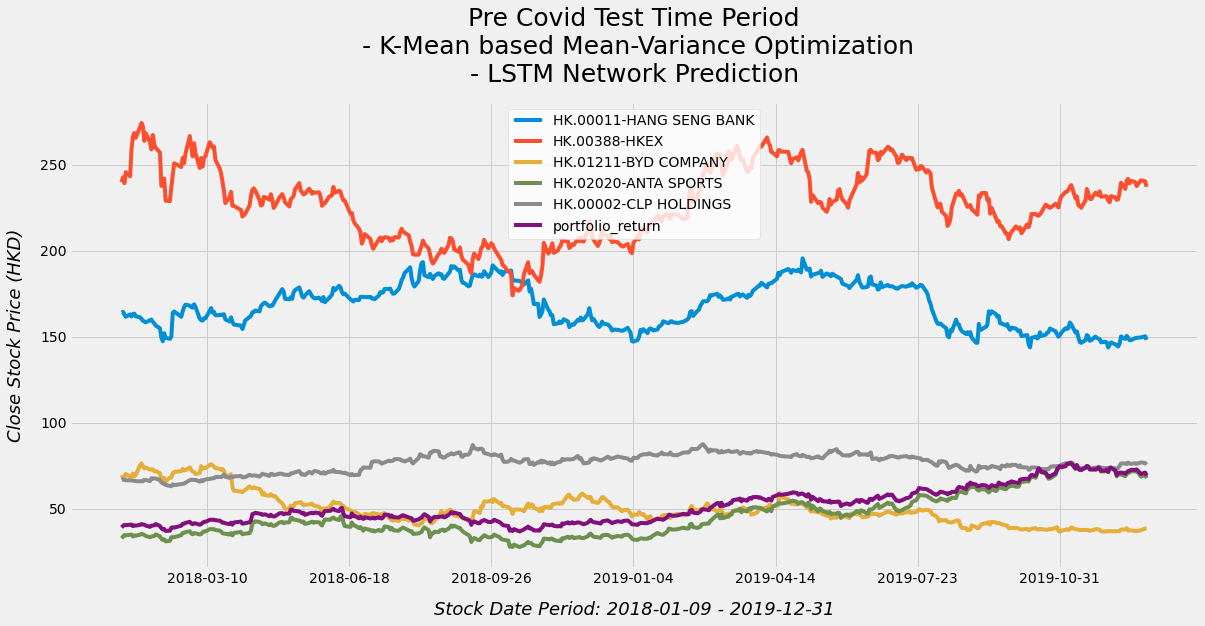 Pre Covid Test Time Period
- K-Mean based Mean-Variance Optimization
- LSTM Network Prediction
HK.00011-HANG SENG BANK
HK.00388-HKEX
HK.01211-BYD COMPANY
HK.02020-ANTA SPORTS
HK.00002-CLP HOLDINGS
portfolio_return
Close Stock Price (HKD)
250
200
150
100
50
2018-03-10 2018-06-18 2018-09-26 2019-01-04 2019-04-14 2019-07-23 2019-10-31
Stock Date Period: 2018-01-09 - 2019-12-31